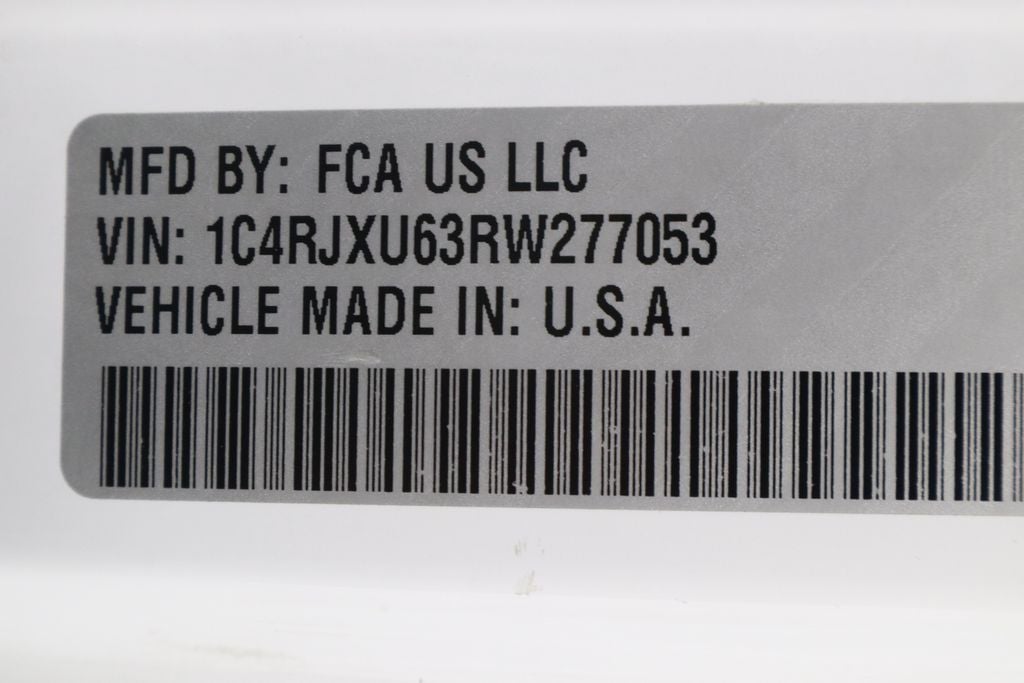 MFD BY: FCA US LLC
VIN: 1C4RJXU63RW277053
VEHICLE MADE IN: U.S.A.